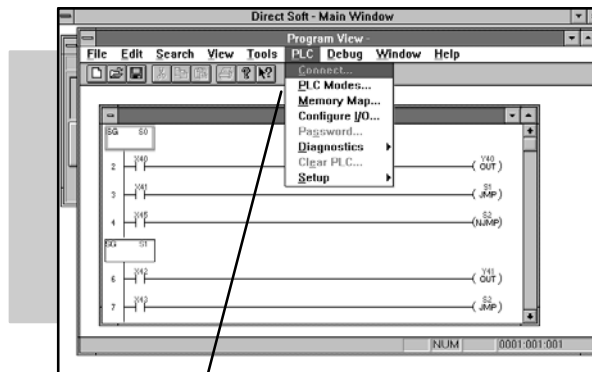 Direct Soft - Main Window
Program View -
File Edit Search View Tools PLC Debug Window Help
Connect...
PLC Modes...
Memory Map...
Configure I/O...
Password...
Diagnostics
Clear PLC...
Setup
SG S0
2 X40 Y40 OUT
3 X41 S1 JMP
4 X45 S2 NJMP
SG S1
6 X42 Y41 OUT
7 X43 S2 JMP
NUM 0001:001:001